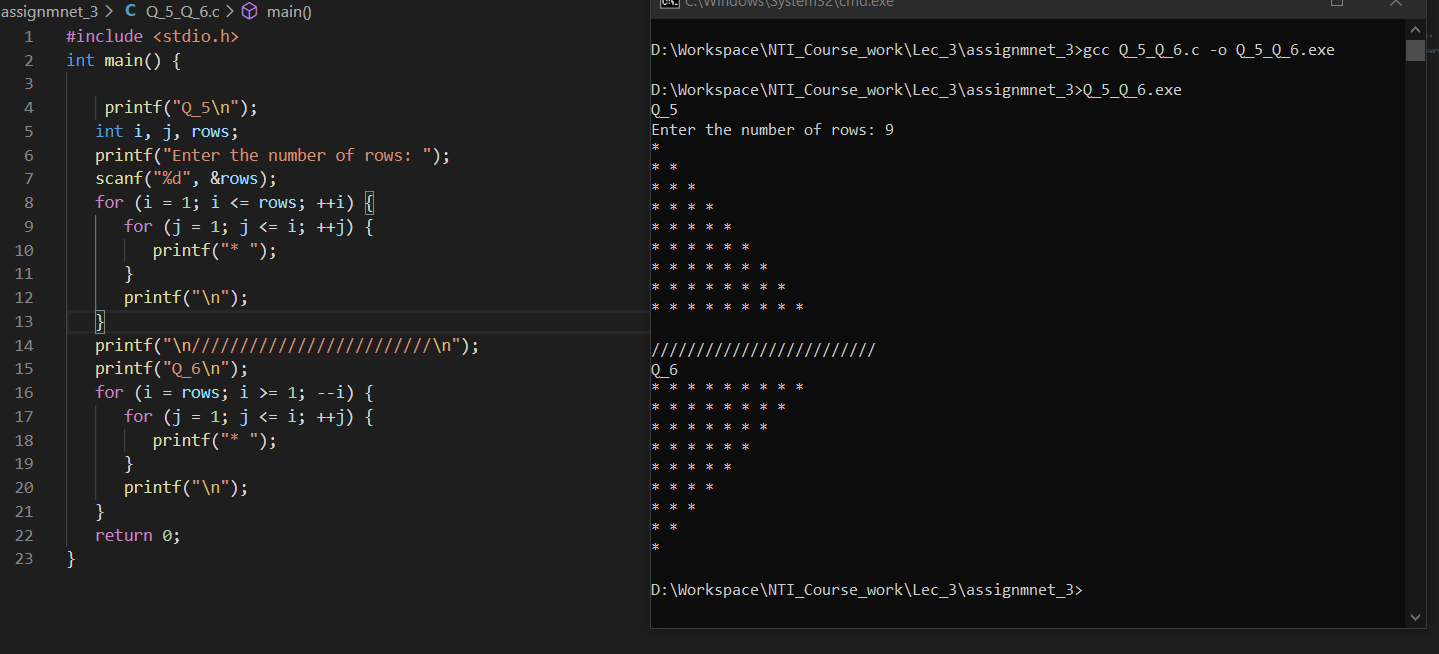 assignmnet_3 > C Q_5_Q_6.c > main()
1 #include <stdio.h>
2 int main() {
3
4 printf("Q_5\n");
5 int i, j, rows;
6 printf("Enter the number of rows: ");
7 scanf("%d", &rows);
8 for (i = 1; i <= rows; ++i) {
9 for (j = 1; j <= i; ++j) {
10 printf("* ");
11 }
12 printf("\n");
13 }
14 printf("\n/////////////////////////\n");
15 printf("Q_6\n");
16 for (i = rows; i >= 1; --i) {
17 for (j = 1; j <= i; ++j) {
18 printf("* ");
19 }
20 printf("\n");
21 }
22 return 0;
23 }
C:\Windows\System32\cmd.exe
D:\Workspace\NTI_Course_work\Lec_3\assignmnet_3>gcc Q_5_Q_6.c -o Q_5_Q_6.exe
D:\Workspace\NTI_Course_work\Lec_3\assignmnet_3>Q_5_Q_6.exe
Q_5
Enter the number of rows: 9
*
* *
* * *
* * * *
* * * * *
* * * * * *
* * * * * * *
* * * * * * * *
* * * * * * * * *
/////////////////////////
Q_6
* * * * * * * * *
* * * * * * * *
* * * * * * *
* * * * * *
* * * * *
* * * *
* * *
* *
*
D:\Workspace\NTI_Course_work\Lec_3\assignmnet_3>